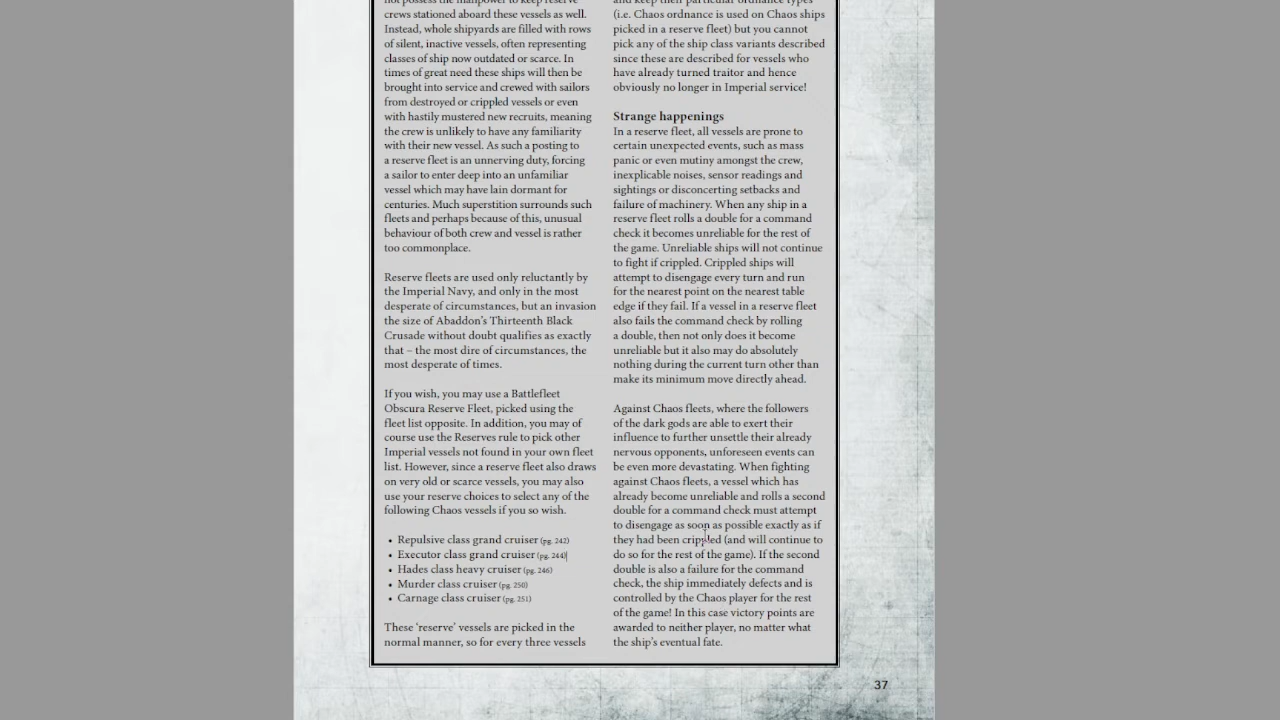 not possess the manpower to keep reserve
crews stationed aboard these vessels as well.
Instead, whole shipyards are filled with rows
of silent, inactive vessels, often representing
classes of ship now outdated or scarce. In
times of great need these ships will then be
brought into service and crewed with sailors
from destroyed or crippled vessels or even
with hastily mustered new recruits, meaning
the crew is unlikely to have any familiarity
with their new vessel. As such a posting to
a reserve fleet is an unnerving duty, forcing
a sailor to enter deep into an unfamiliar
vessel which may have lain dormant for
centuries. Much superstition surrounds such
fleets and perhaps because of this, unusual
behaviour of both crew and vessel is rather
too commonplace.
Reserve fleets are used only reluctantly by
the Imperial Navy, and only in the most
desperate of circumstances, but an invasion
the size of Abaddon's Thirteenth Black
Crusade without doubt qualifies as exactly
that – the most dire of circumstances, the
most desperate of times.
If you wish, you may use a Battlefleet
Obscura Reserve Fleet, picked using the
fleet list opposite. In addition, you may of
course use the Reserves rule to pick other
Imperial vessels not found in your own fleet
list. However, since a reserve fleet also draws
on very old or scarce vessels, you may also
use your reserve choices to select any of the
following Chaos vessels if you so wish.
• Repulsive class grand cruiser (pg. 242)
• Executor class grand cruiser (pg. 244)
• Hades class heavy cruiser (pg. 246)
• Murder class cruiser (pg. 250)
• Carnage class cruiser (pg. 251)
These 'reserve' vessels are picked in the
normal manner, so for every three vessels
and keep their particular ordnance types
(i.e. Chaos ordnance is used on Chaos ships
picked in a reserve fleet) but you cannot
pick any of the ship class variants described
since these are described for vessels who
have already turned traitor and hence
obviously no longer in Imperial service!
Strange happenings
In a reserve fleet, all vessels are prone to
certain unexpected events, such as mass
panic or even mutiny amongst the crew,
inexplicable noises, sensor readings and
sightings or disconcerting setbacks and
failure of machinery. When any ship in a
reserve fleet rolls a double for a command
check it becomes unreliable for the rest of
the game. Unreliable ships will not continue
to fight if crippled. Crippled ships will
attempt to disengage every turn and run
for the nearest point on the nearest table
edge if they fail. If a vessel in a reserve fleet
also fails the command check by rolling
a double, then not only does it become
unreliable but it also may do absolutely
nothing during the current turn other than
make its minimum move directly ahead.
Against Chaos fleets, where the followers
of the dark gods are able to exert their
influence to further unsettle their already
nervous opponents, unforeseen events can
be even more devastating. When fighting
against Chaos fleets, a vessel which has
already become unreliable and rolls a second
double for a command check must attempt
to disengage as soon as possible exactly as if
they had been crippled (and will continue to
do so for the rest of the game). If the second
double is also a failure for the command
check, the ship immediately defects and is
controlled by the Chaos player for the rest
of the game! In this case victory points are
awarded to neither player, no matter what
the ship's eventual fate.
37